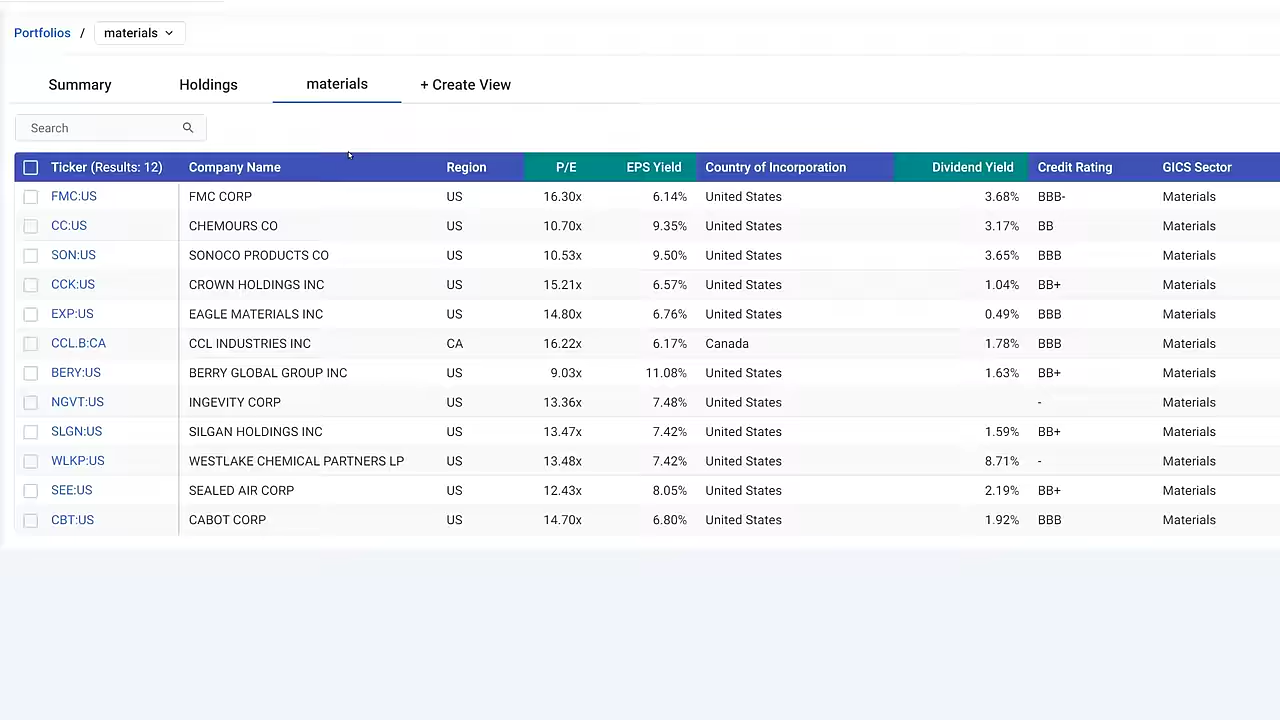 Portfolios / materials
Summary Holdings materials + Create View
Search
Ticker (Results: 12) Company Name Region P/E EPS Yield Country of Incorporation Dividend Yield Credit Rating GICS Sector
FMC:US FMC CORP US 16.30x 6.14% United States 3.68% BBB- Materials
CC:US CHEMOURS CO US 10.70x 9.35% United States 3.17% BB Materials
SON:US SONOCO PRODUCTS CO US 10.53x 9.50% United States 3.65% BBB Materials
CCK:US CROWN HOLDINGS INC US 15.21x 6.57% United States 1.04% BB+ Materials
EXP:US EAGLE MATERIALS INC US 14.80x 6.76% United States 0.49% BBB Materials
CCL.B:CA CCL INDUSTRIES INC CA 16.22x 6.17% Canada 1.78% BBB Materials
BERY:US BERRY GLOBAL GROUP INC US 9.03x 11.08% United States 1.63% BB+ Materials
NGVT:US INGEVITY CORP US 13.36x 7.48% United States - Materials
SLGN:US SILGAN HOLDINGS INC US 13.47x 7.42% United States 1.59% BB+ Materials
WLKP:US WESTLAKE CHEMICAL PARTNERS LP US 13.48x 7.42% United States 8.71% - Materials
SEE:US SEALED AIR CORP US 12.43x 8.05% United States 2.19% BB+ Materials
CBT:US CABOT CORP US 14.70x 6.80% United States 1.92% BBB Materials